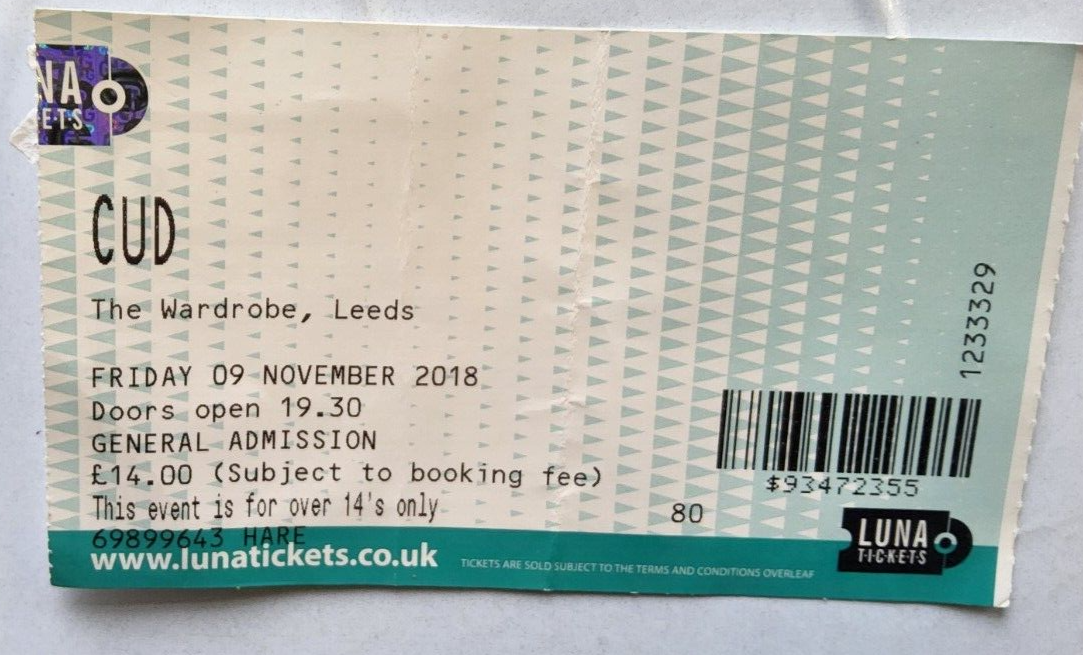 NA
ETS
CUD
The Wardrobe, Leeds
FRIDAY 09 NOVEMBER 2018
Doors open 19.30
GENERAL ADMISSION
£14.00 (Subject to booking fee)
This event is for over 14's only
69899643 HARE
80
1233329
$93472355
www.lunatickets.co.uk
TICKETS ARE SOLD SUBJECT TO THE TERMS AND CONDITIONS OVERLEAF
LUNA
TICKETS